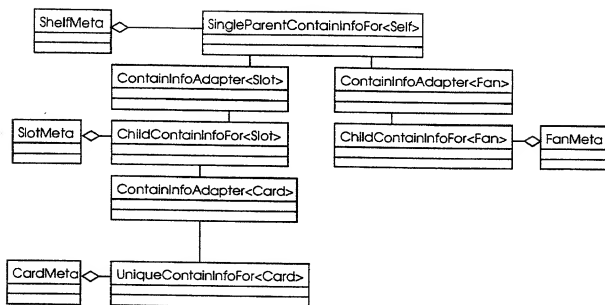 ShelfMeta
SingleParentContainInfoFor<Self>
ContainInfoAdapter<Slot>
ContainInfoAdapter<Fan>
SlotMeta
ChildContainInfoFor<Slot>
ChildContainInfoFor<Fan>
FanMeta
ContainInfoAdapter<Card>
CardMeta
UniqueContainInfoFor<Card>